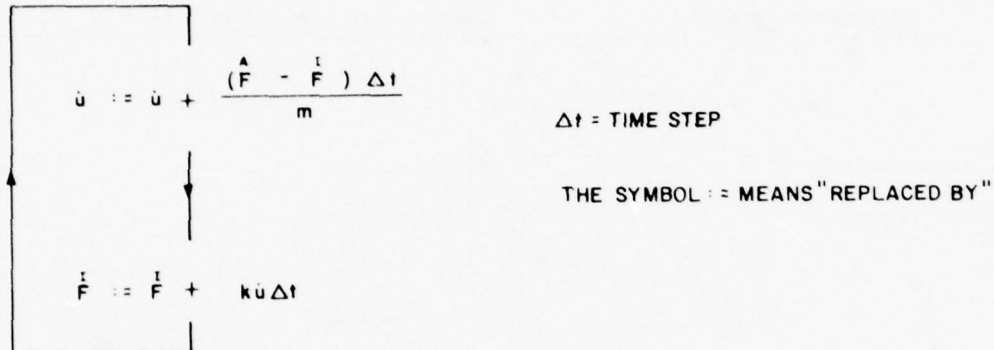 u̇ := u̇ + (F^A - F^I) Δt / m
Δt = TIME STEP
THE SYMBOL := MEANS "REPLACED BY"
F^I := F^I + k u̇ Δt